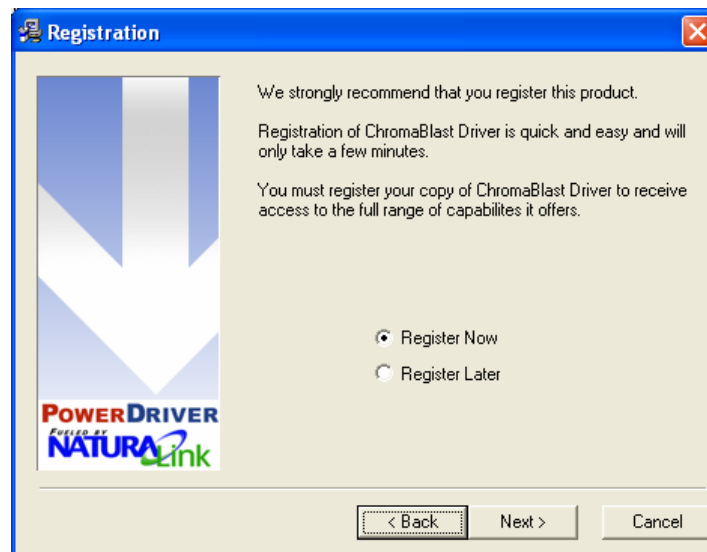 Registration
We strongly recommend that you register this product.
Registration of ChromaBlast Driver is quick and easy and will
only take a few minutes.
You must register your copy of ChromaBlast Driver to receive
access to the full range of capabilites it offers.
Register Now
Register Later
POWERDRIVER
FUELED BY
NATURALink
< Back
Next >
Cancel